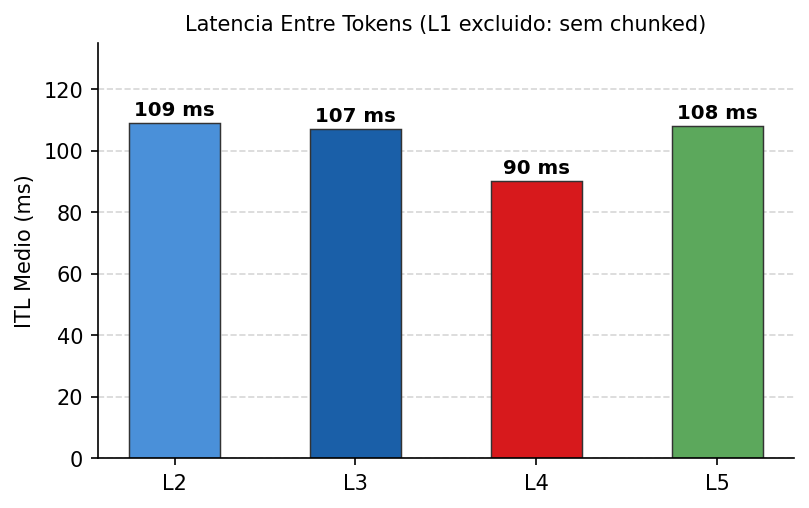 Latencia Entre Tokens (L1 excluido: sem chunked)
ITL Medio (ms)
120
100
80
60
40
20
0
109 ms
107 ms
90 ms
108 ms
L2
L3
L4
L5